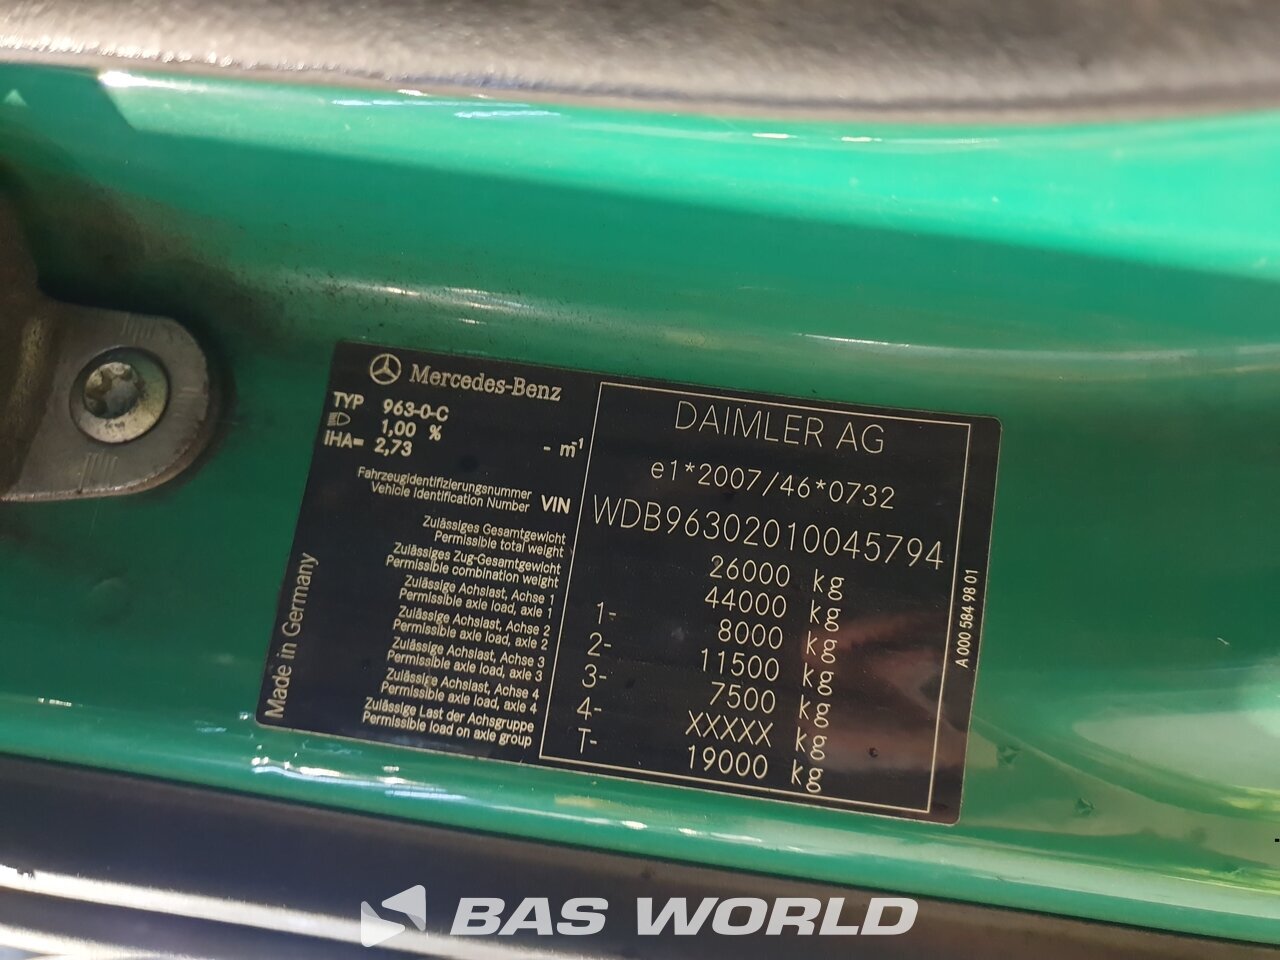 Mercedes-Benz
TYP 963-0-C
1,00 %
iHA= 2,73 - m⁻¹
Fahrzeugidentifizierungsnummer
Vehicle Identification Number VIN
Zulässiges Gesamtgewicht
Permissible total weight
Zulässiges Zug-Gesamtgewicht
Permissible combination weight
Zulässige Achslast, Achse 1
Permissible axle load, axle 1
Zulässige Achslast, Achse 2
Permissible axle load, axle 2
Zulässige Achslast, Achse 3
Permissible axle load, axle 3
Zulässige Achslast, Achse 4
Permissible axle load, axle 4
Zulässige Last der Achsgruppe
Permissible load on axle group
Made in Germany
DAIMLER AG
e1*2007/46*0732
WDB96302010045794
26000 kg
44000 kg
1- 8000 kg
2- 11500 kg
3- 7500 kg
4- XXXXX kg
T- 19000 kg
A 000 584 98 01
BAS WORLD